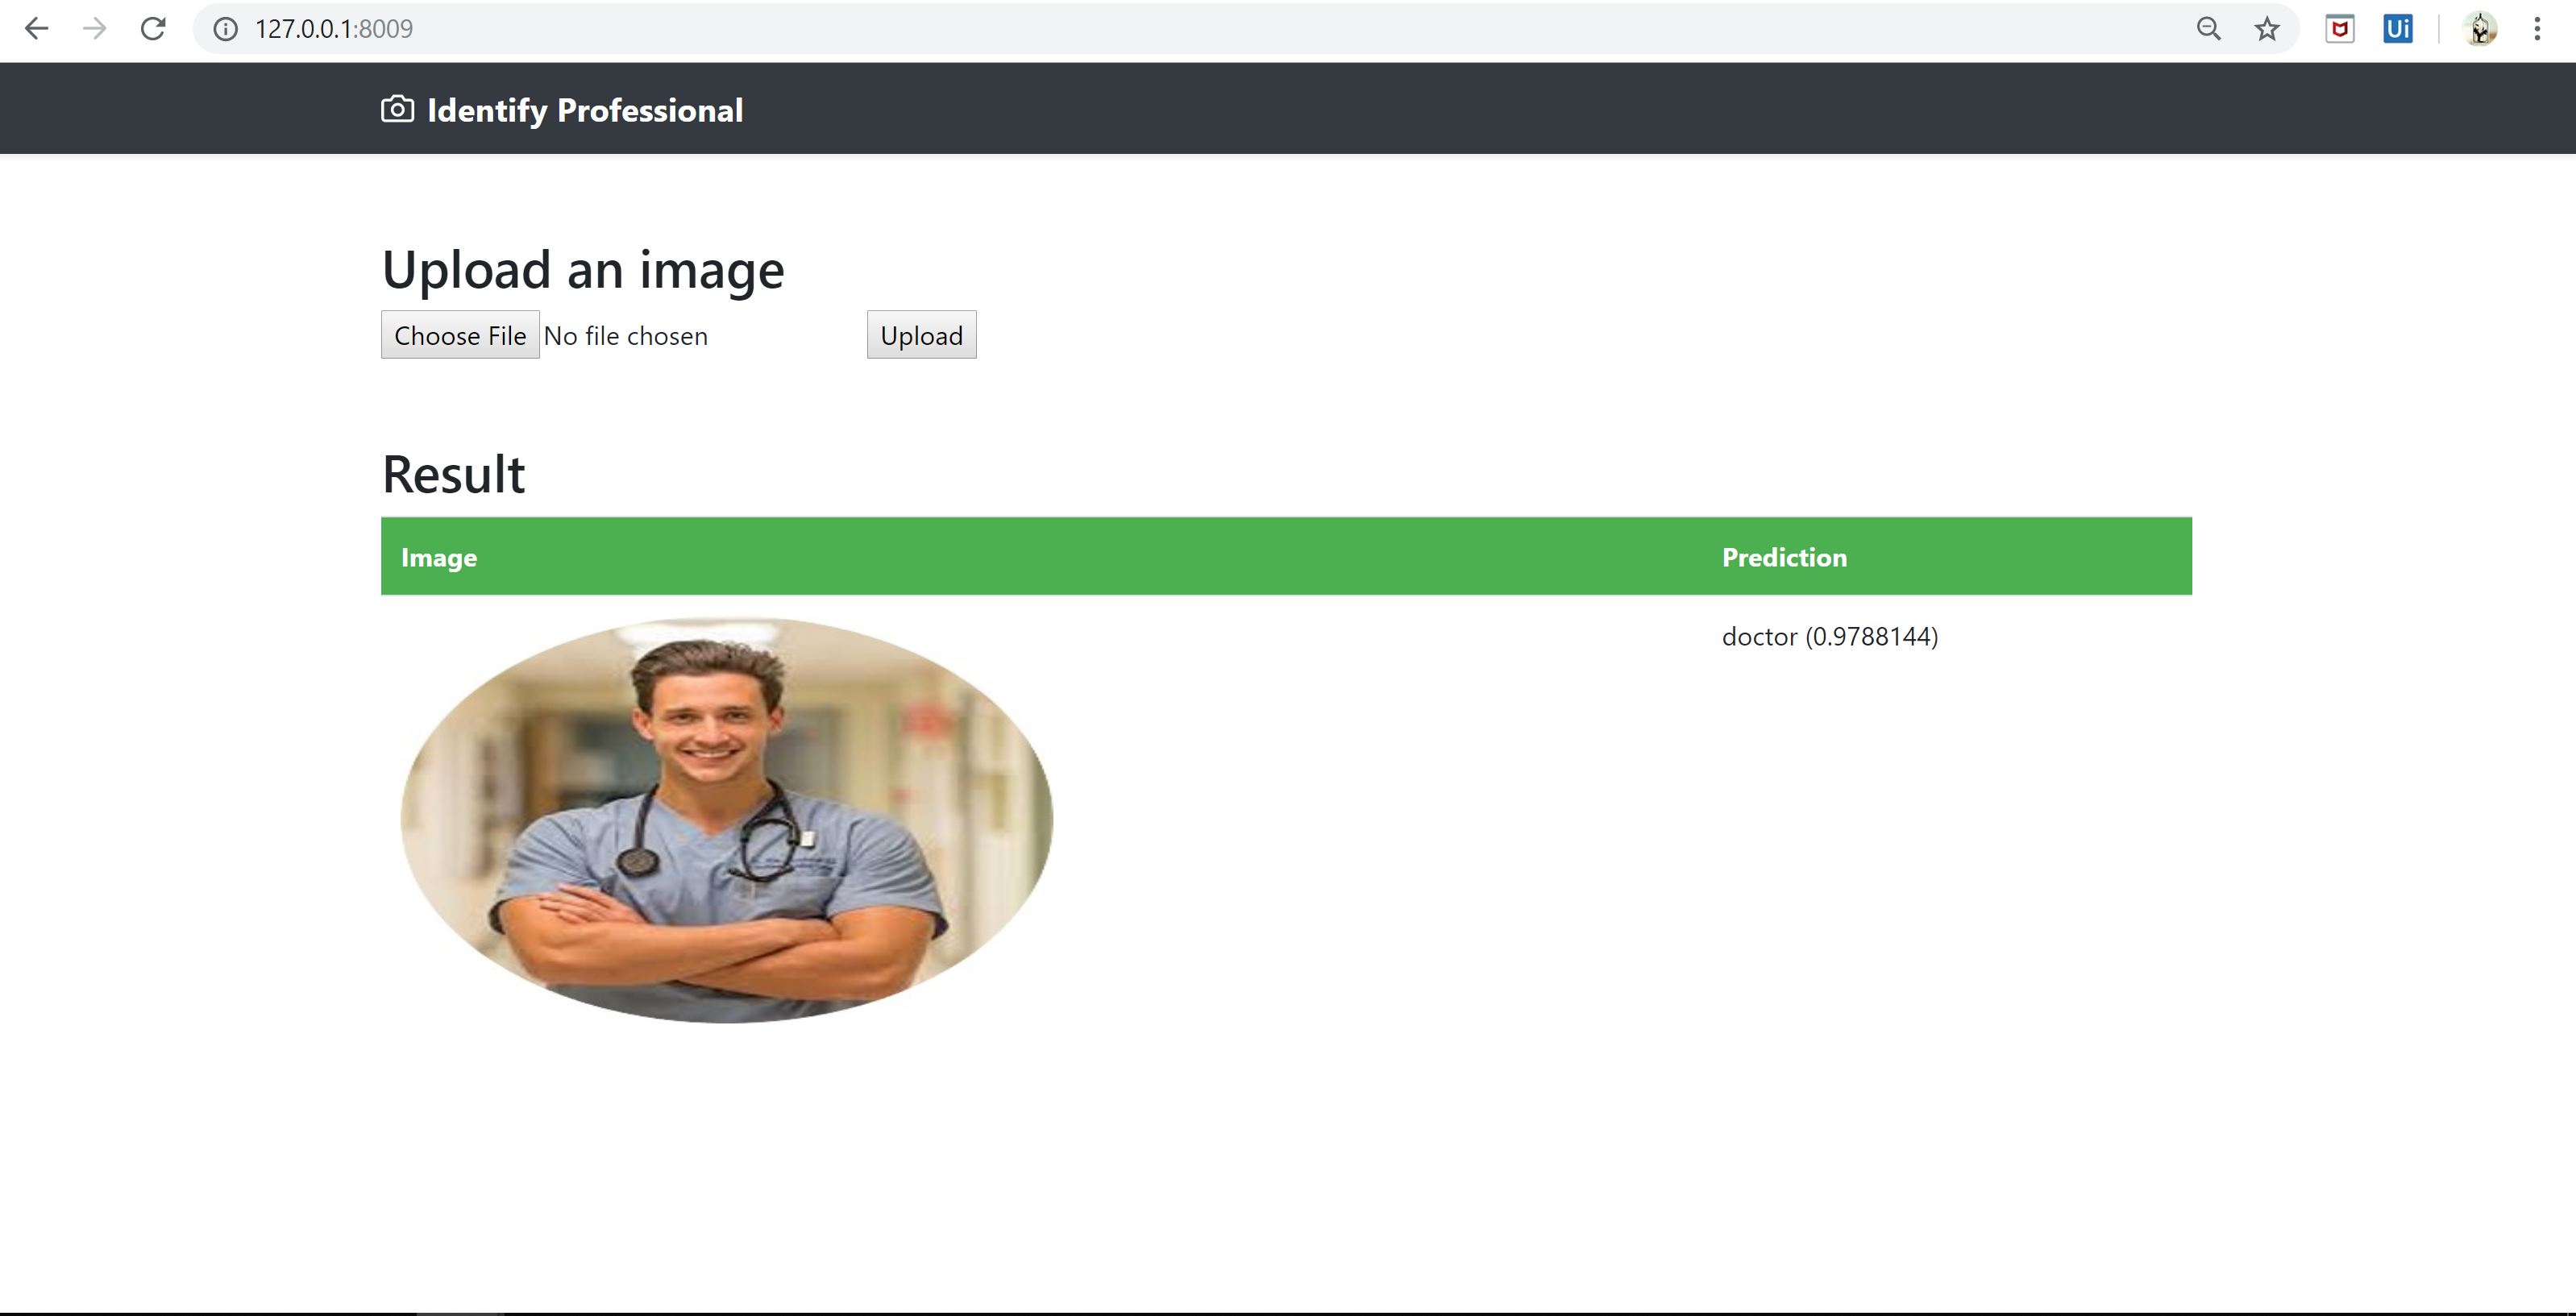 127.0.0.1:8009
Ui
Identify Professional
Upload an image
Choose File No file chosen Upload
Result
Image Prediction
doctor (0.9788144)